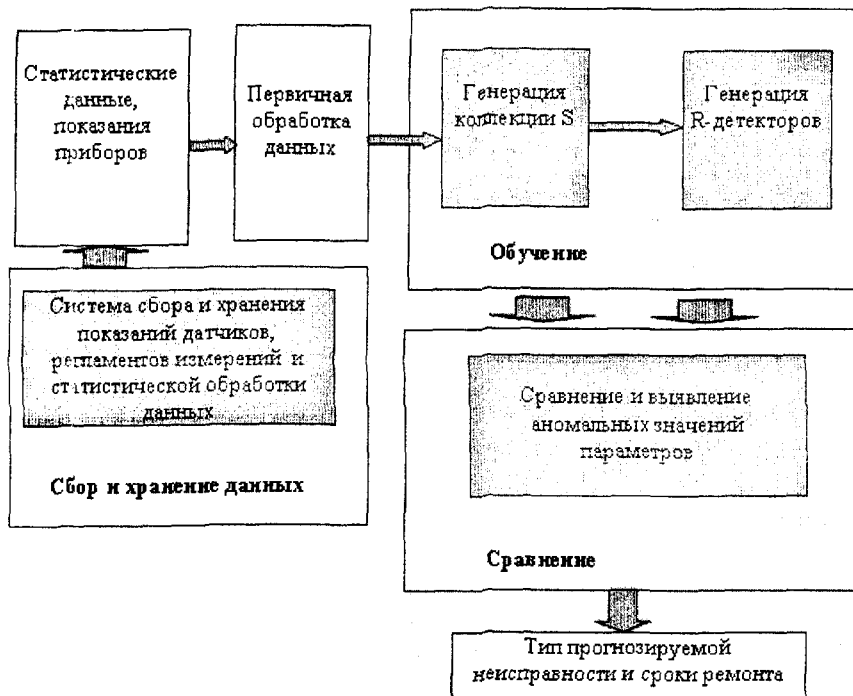 Статистические
данные,
показания
приборов
Первичная
обработка
данных
Генерация
коллекции S
Генерация
R-детекторов
Обучение
Система сбора и хранения
показаний датчиков,
регламентов измерений и
статистической обработки
данных
Сбор и хранение данных
Сравнение и выявление
аномальных значений
параметров
Сравнение
Тип прогнозируемой
неисправности и сроки ремонта